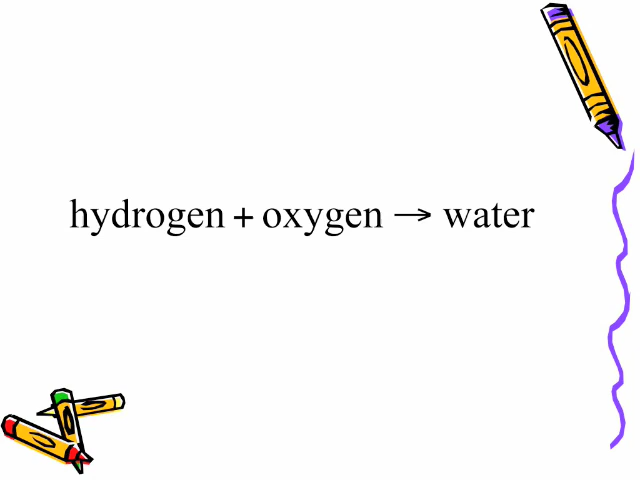 hydrogen + oxygen → water